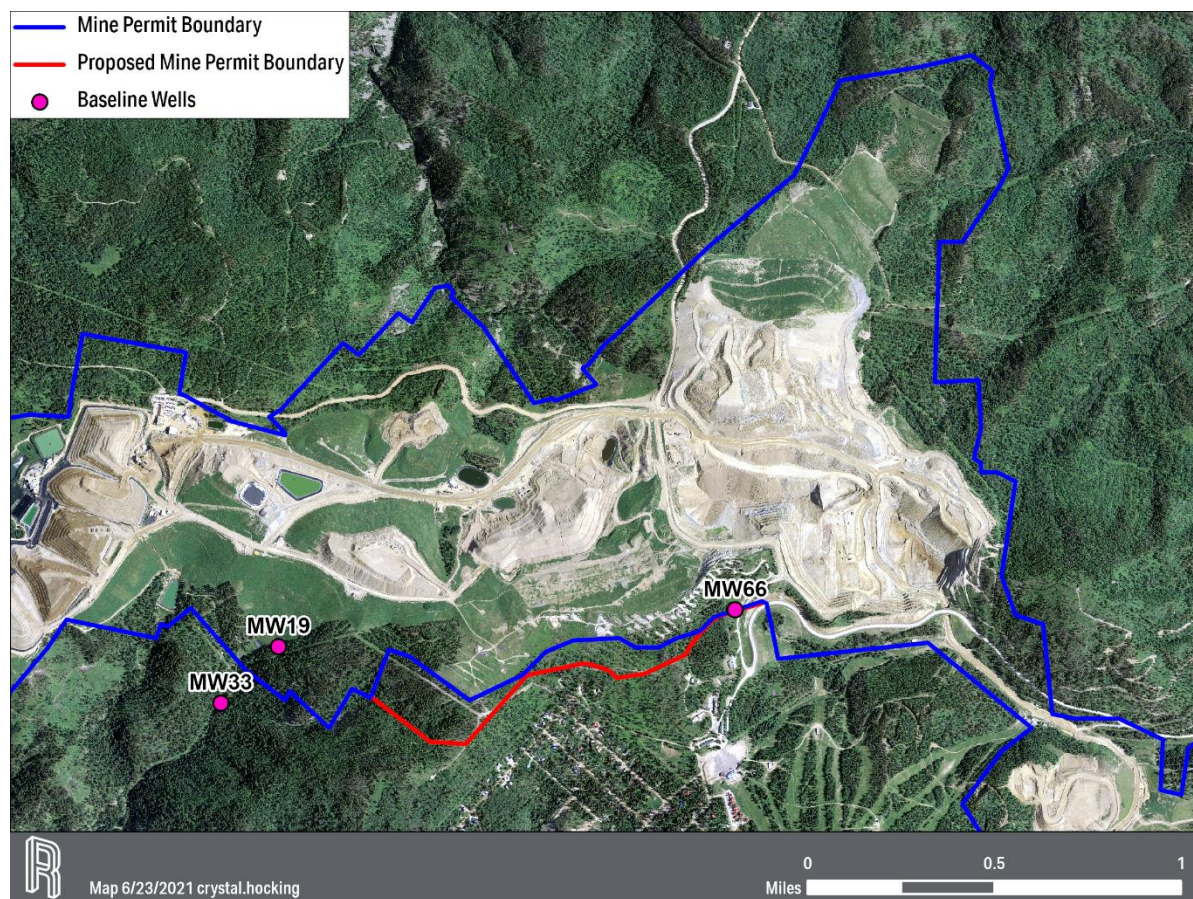 Mine Permit Boundary
Proposed Mine Permit Boundary
Baseline Wells
MW66
MW19
MW33
R
Map 6/23/2021 crystal.hocking
0 0.5 1
Miles